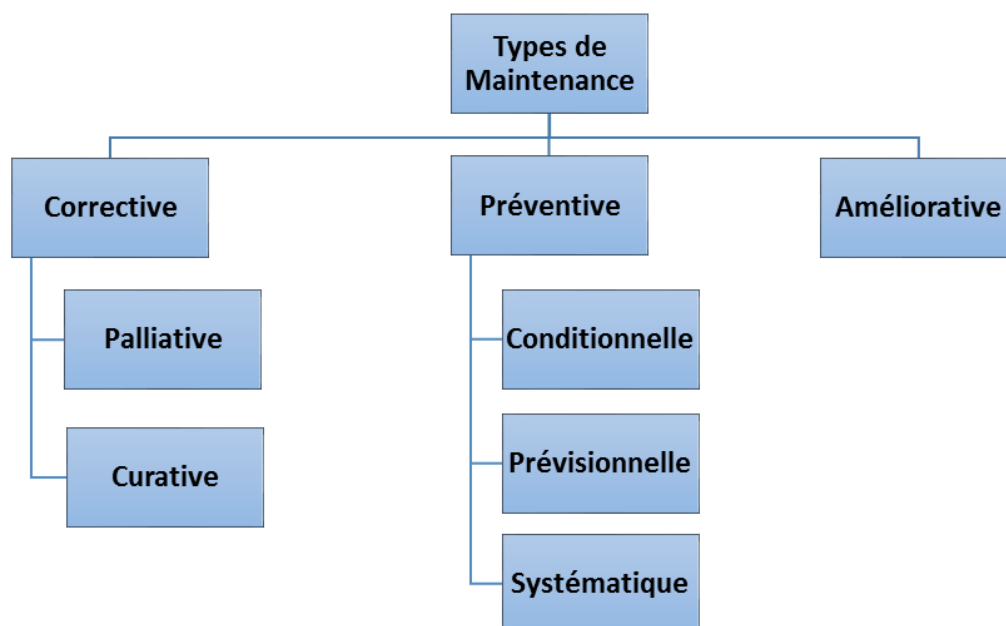 Types de
Maintenance
Corrective
Préventive
Améliorative
Palliative
Conditionnelle
Curative
Prévisionnelle
Systématique